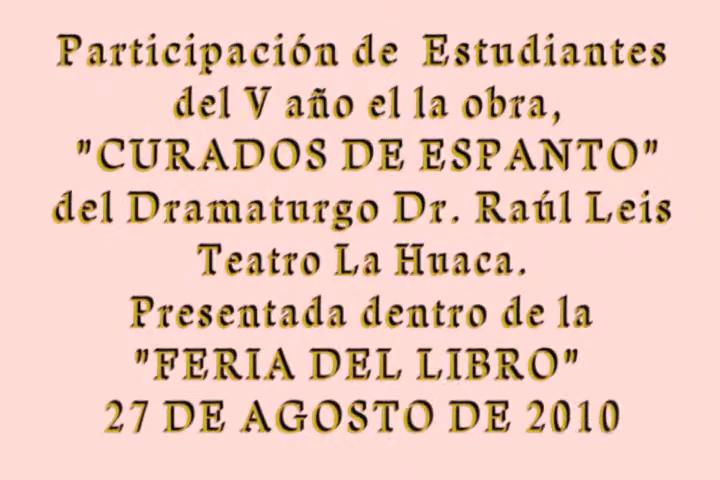 Participación de Estudiantes
del V año el la obra,
"CURADOS DE ESPANTO"
del Dramaturgo Dr. Raúl Leis
Teatro La Huaca.
Presentada dentro de la
"FERIA DEL LIBRO"
27 DE AGOSTO DE 2010